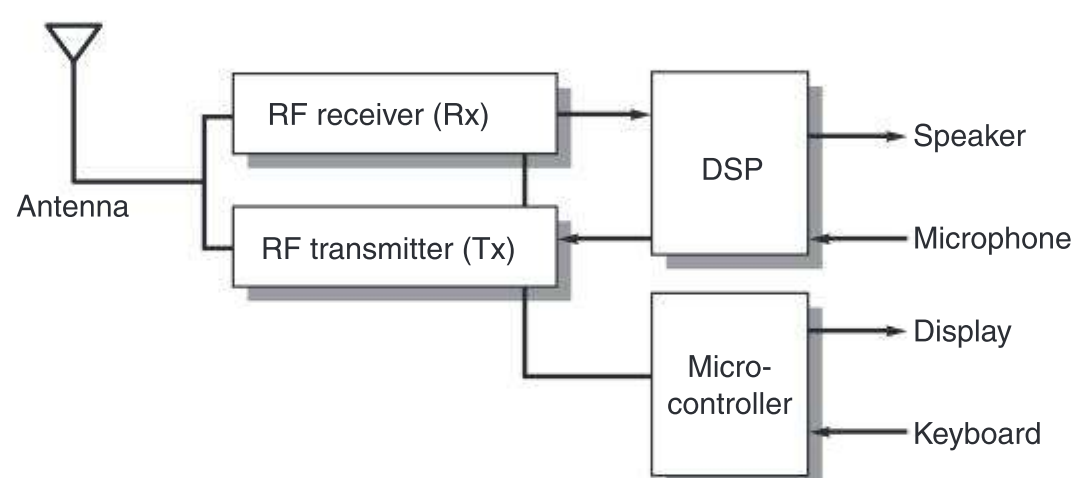 RF receiver (Rx)
DSP
Speaker
Antenna
RF transmitter (Tx)
Microphone
Micro-
controller
Display
Keyboard